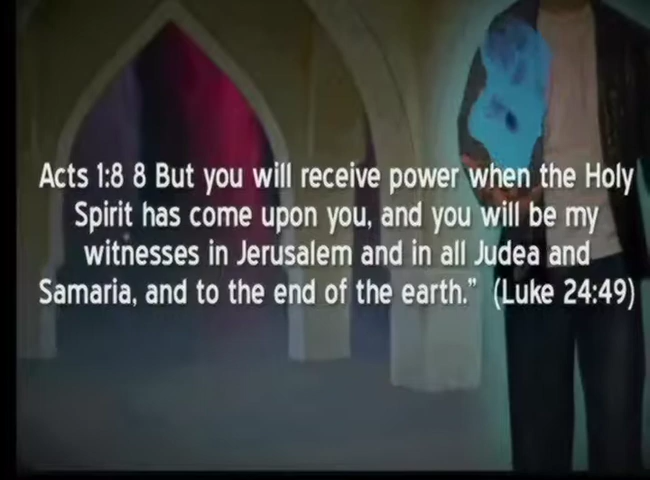 Acts 1:8 8 But you will receive power when the Holy
Spirit has come upon you, and you will be my
witnesses in Jerusalem and in all Judea and
Samaria, and to the end of the earth.” (Luke 24:49)